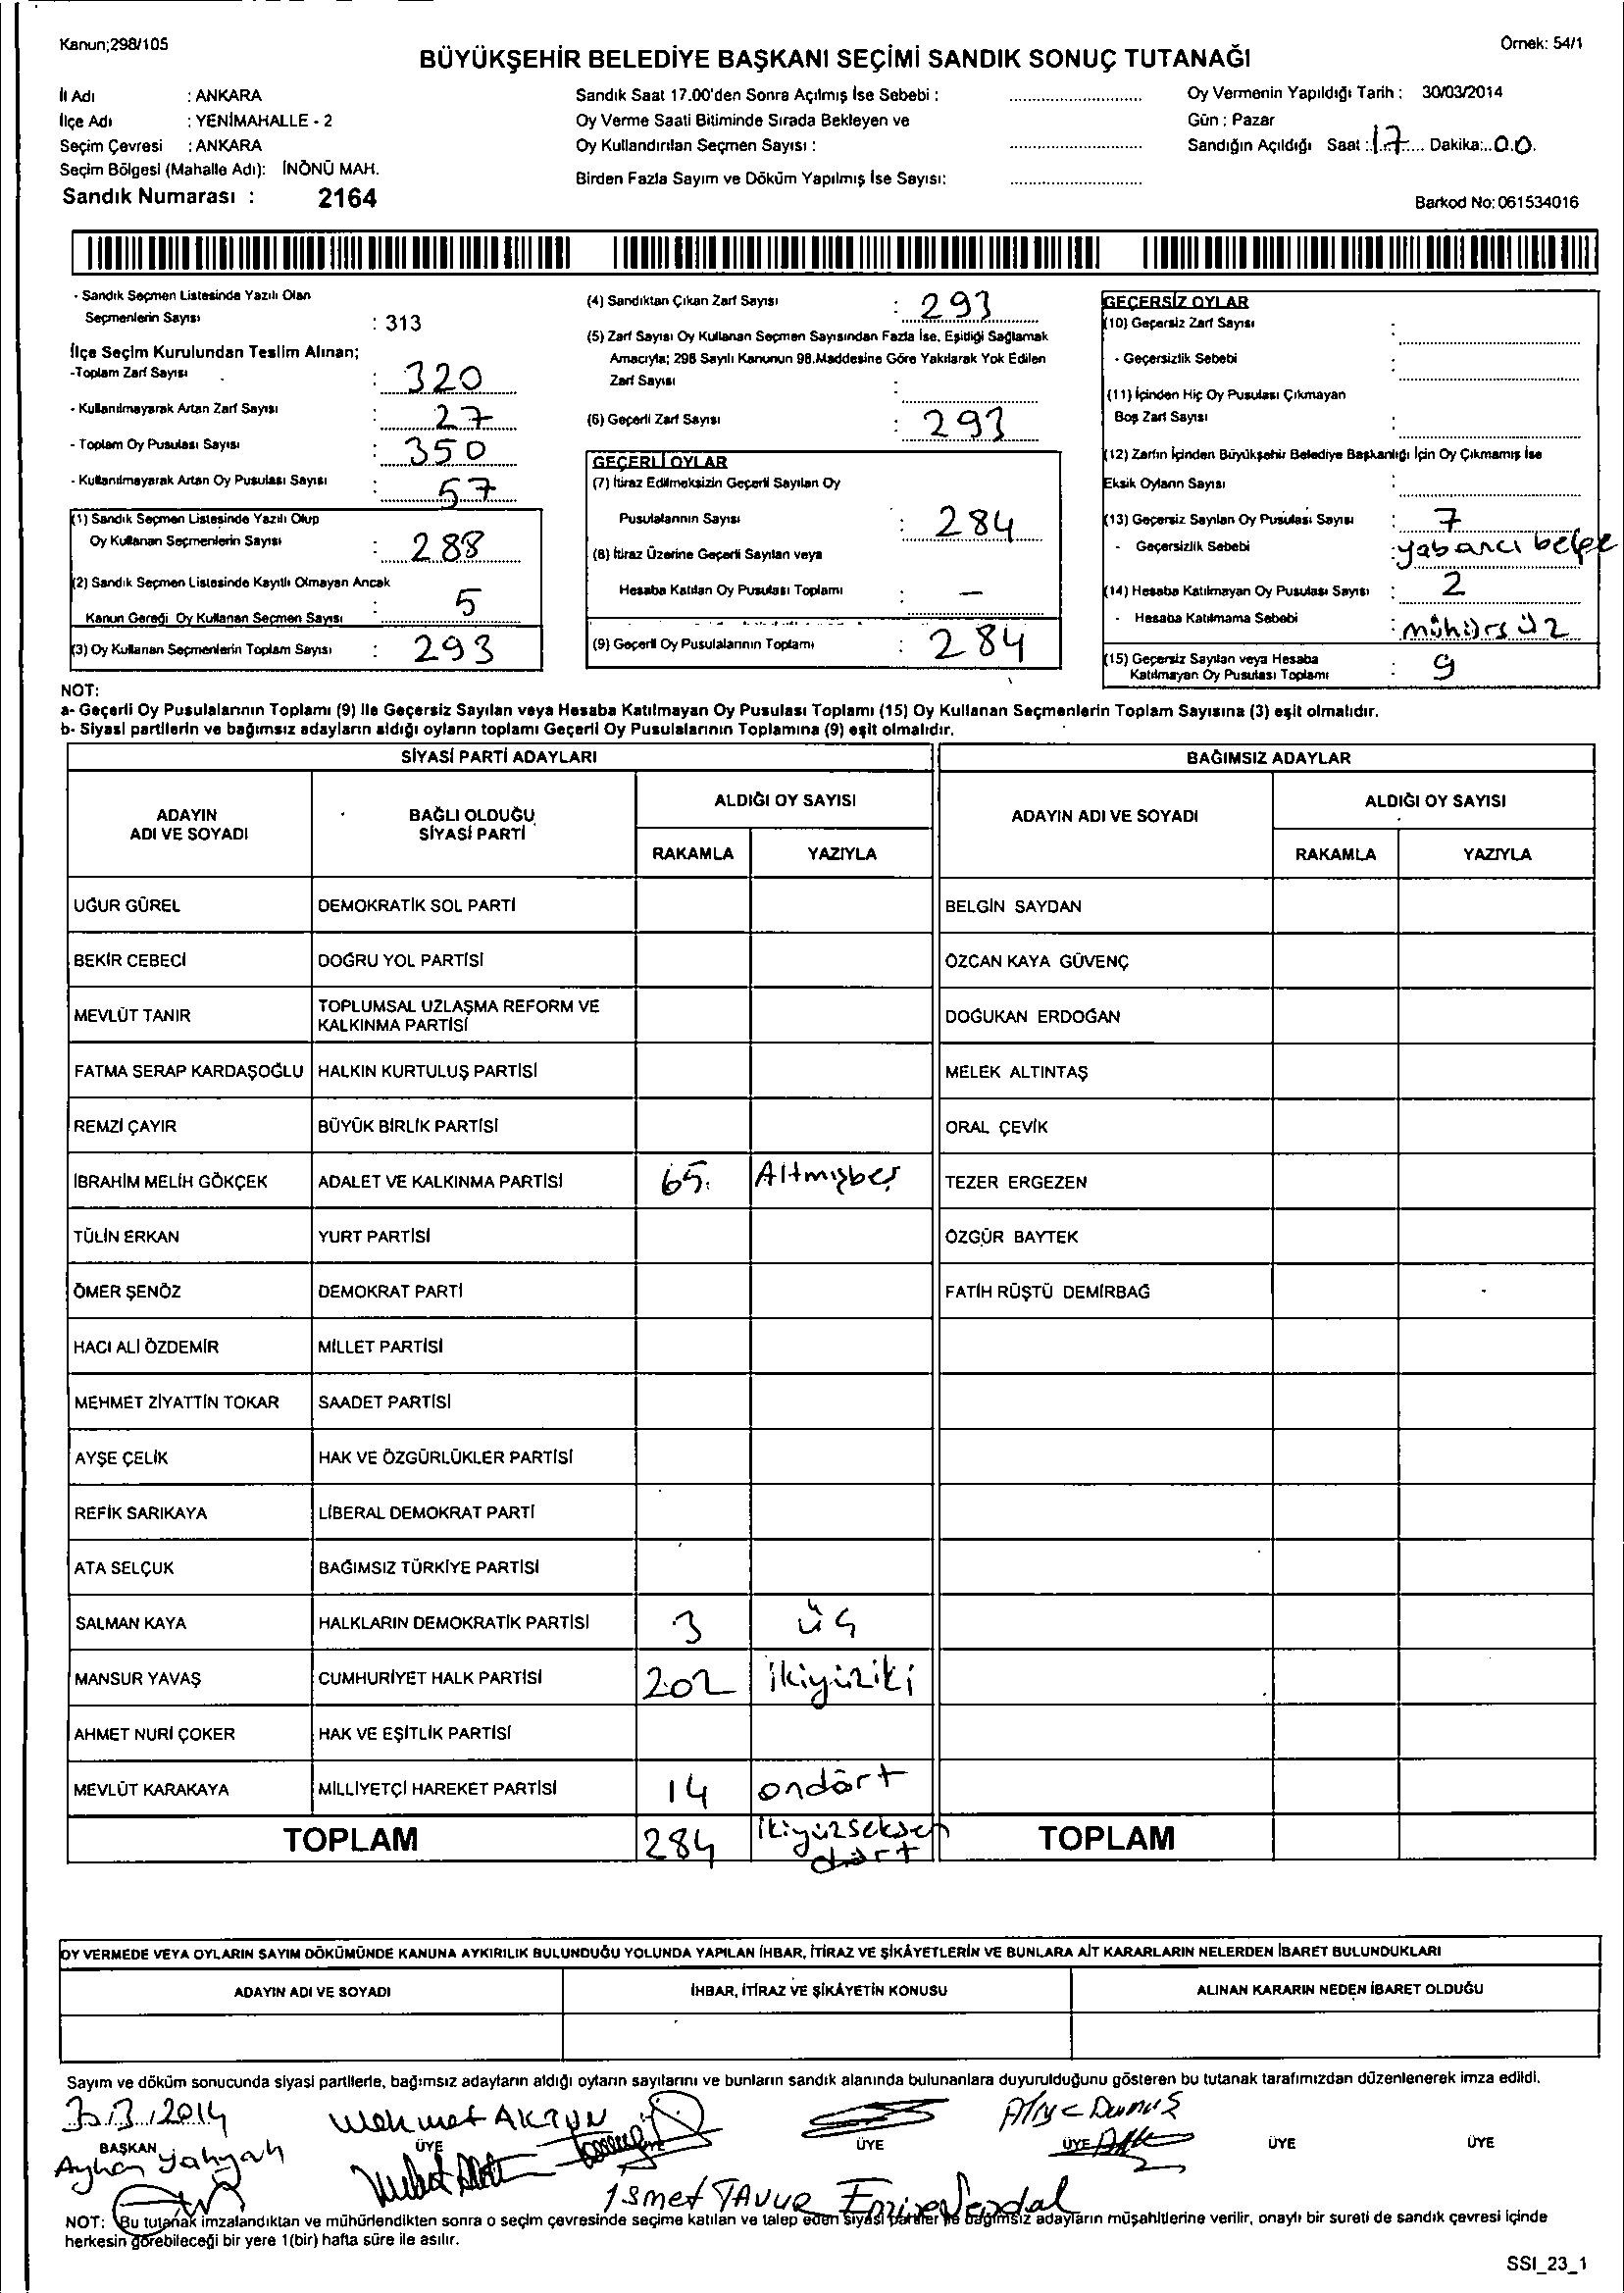 Kanun;298/105
Örnek: 54/1
BÜYÜKŞEHİR BELEDİYE BAŞKANI SEÇİMİ SANDIK SONUÇ TUTANAĞI
İl Adı : ANKARA
İlçe Adı : YENİMAHALLE - 2
Seçim Çevresi : ANKARA
Seçim Bölgesi (Mahalle Adı): İNÖNÜ MAH.
Sandık Numarası : 2164
Sandık Saat 17.00'den Sonra Açılmış İse Sebebi :
Oy Verme Saati Bitiminde Sırada Bekleyen ve
Oy Kullandırılan Seçmen Sayısı :
Birden Fazla Sayım ve Döküm Yapılmış İse Sayısı:
Oy Vermenin Yapıldığı Tarih : 30/03/2014
Gün : Pazar
Sandığın Açıldığı Saat : 17 Dakika: 00
Barkod No: 061534016
- Sandık Seçmen Listesinde Yazılı Olan
Seçmenlerin Sayısı : 313
İlçe Seçim Kurulundan Teslim Alınan;
-Toplam Zarf Sayısı : 320
- Kullanılmayarak Artan Zarf Sayısı : 27
- Toplam Oy Pusulası Sayısı : 350
- Kullanılmayarak Artan Oy Pusulası Sayısı : 57
(1) Sandık Seçmen Listesinde Yazılı Olup
Oy Kullanan Seçmenlerin Sayısı : 288
(2) Sandık Seçmen Listesinde Kayıtlı Olmayan Ancak
Kanun Gereği Oy Kullanan Seçmen Sayısı : 5
(3) Oy Kullanan Seçmenlerin Toplam Sayısı : 293
(4) Sandıktan Çıkan Zarf Sayısı : 293
(5) Zarf Sayısı Oy Kullanan Seçmen Sayısından Fazla İse, Eşitliği Sağlamak
Amacıyla; 298 Sayılı Kanunun 98.Maddesine Göre Yakılarak Yok Edilen
Zarf Sayısı :
(6) Geçerli Zarf Sayısı : 293
GEÇERLİ OYLAR
(7) İtiraz Edilmeksizin Geçerli Sayılan Oy
Pusulalarının Sayısı : 284
(8) İtiraz Üzerine Geçerli Sayılan veya
Hesaba Katılan Oy Pusulası Toplamı : -
(9) Geçerli Oy Pusulalarının Toplamı : 284
GEÇERSİZ OYLAR
(10) Geçersiz Zarf Sayısı :
- Geçersizlik Sebebi :
(11) İçinden Hiç Oy Pusulası Çıkmayan
Boş Zarf Sayısı :
(12) Zarfın İçinden Büyükşehir Belediye Başkanlığı İçin Oy Çıkmamış İse
Eksik Oyların Sayısı :
(13) Geçersiz Sayılan Oy Pusulası Sayısı : 7
- Geçersizlik Sebebi : yabancı belge
(14) Hesaba Katılmayan Oy Pusulası Sayısı : 2
- Hesaba Katılmama Sebebi : mühürsüz
(15) Geçersiz Sayılan veya Hesaba
Katılmayan Oy Pusulası Toplamı : 9
NOT:
a- Geçerli Oy Pusulalarının Toplamı (9) İle Geçersiz Sayılan veya Hesaba Katılmayan Oy Pusulası Toplamı (15) Oy Kullanan Seçmenlerin Toplam Sayısına (3) eşit olmalıdır.
b- Siyasi partilerin ve bağımsız adayların aldığı oyların toplamı Geçerli Oy Pusulalarının Toplamına (9) eşit olmalıdır.
SİYASİ PARTİ ADAYLARI BAĞIMSIZ ADAYLAR
ADAYIN ADI VE SOYADI BAĞLI OLDUĞU SİYASİ PARTİ ALDIĞI OY SAYISI ADAYIN ADI VE SOYADI ALDIĞI OY SAYISI
RAKAMLA YAZIYLA RAKAMLA YAZIYLA
UĞUR GÜREL DEMOKRATİK SOL PARTİ BELGİN SAYDAN
BEKİR CEBECİ DOĞRU YOL PARTİSİ ÖZCAN KAYA GÜVENÇ
MEVLÜT TANIR TOPLUMSAL UZLAŞMA REFORM VE KALKINMA PARTİSİ DOĞUKAN ERDOĞAN
FATMA SERAP KARDAŞOĞLU HALKIN KURTULUŞ PARTİSİ MELEK ALTINTAŞ
REMZİ ÇAYIR BÜYÜK BİRLİK PARTİSİ ORAL ÇEVİK
İBRAHİM MELİH GÖKÇEK ADALET VE KALKINMA PARTİSİ 65 Altmışbeş TEZER ERGEZEN
TÜLİN ERKAN YURT PARTİSİ ÖZGÜR BAYTEK
ÖMER ŞENÖZ DEMOKRAT PARTİ FATİH RÜŞTÜ DEMİRBAĞ
HACI ALİ ÖZDEMİR MİLLET PARTİSİ
MEHMET ZİYATTİN TOKAR SAADET PARTİSİ
AYŞE ÇELİK HAK VE ÖZGÜRLÜKLER PARTİSİ
REFİK SARIKAYA LİBERAL DEMOKRAT PARTİ
ATA SELÇUK BAĞIMSIZ TÜRKİYE PARTİSİ
SALMAN KAYA HALKLARIN DEMOKRATİK PARTİSİ 3 üç
MANSUR YAVAŞ CUMHURİYET HALK PARTİSİ 202 ikiyüziki
AHMET NURİ ÇOKER HAK VE EŞİTLİK PARTİSİ
MEVLÜT KARAKAYA MİLLİYETÇİ HAREKET PARTİSİ 14 ondört
TOPLAM 284 ikiyüzseksen dört TOPLAM
OY VERMEDE VEYA OYLARIN SAYIM DÖKÜMÜNDE KANUNA AYKIRILIK BULUNDUĞU YOLUNDA YAPILAN İHBAR, İTİRAZ VE ŞİKÂYETLERİN VE BUNLARA AİT KARARLARIN NELERDEN İBARET BULUNDUKLARI
ADAYIN ADI VE SOYADI İHBAR, İTİRAZ VE ŞİKÂYETİN KONUSU ALINAN KARARIN NEDEN İBARET OLDUĞU
Sayım ve döküm sonucunda siyasi partilerle, bağımsız adayların aldığı oyların sayılarını ve bunların sandık alanında bulunanlara duyurulduğunu gösteren bu tutanak tarafımızdan düzenlenerek imza edildi.
30.3.2014 Mehmet
BAŞKAN ÜYE ÜYE ÜYE ÜYE ÜYE ÜYE
Ayhan
İsmet
NOT: Bu tutanak imzalandıktan ve mühürlendikten sonra o seçim çevresinde seçime katılan ve talep eden siyasi partiler ile bağımsız adayların müşahitlerine verilir, onaylı bir sureti de sandık çevresi içinde
herkesin görebileceği bir yere 1(bir) hafta süre ile asılır.
SSI_23_1